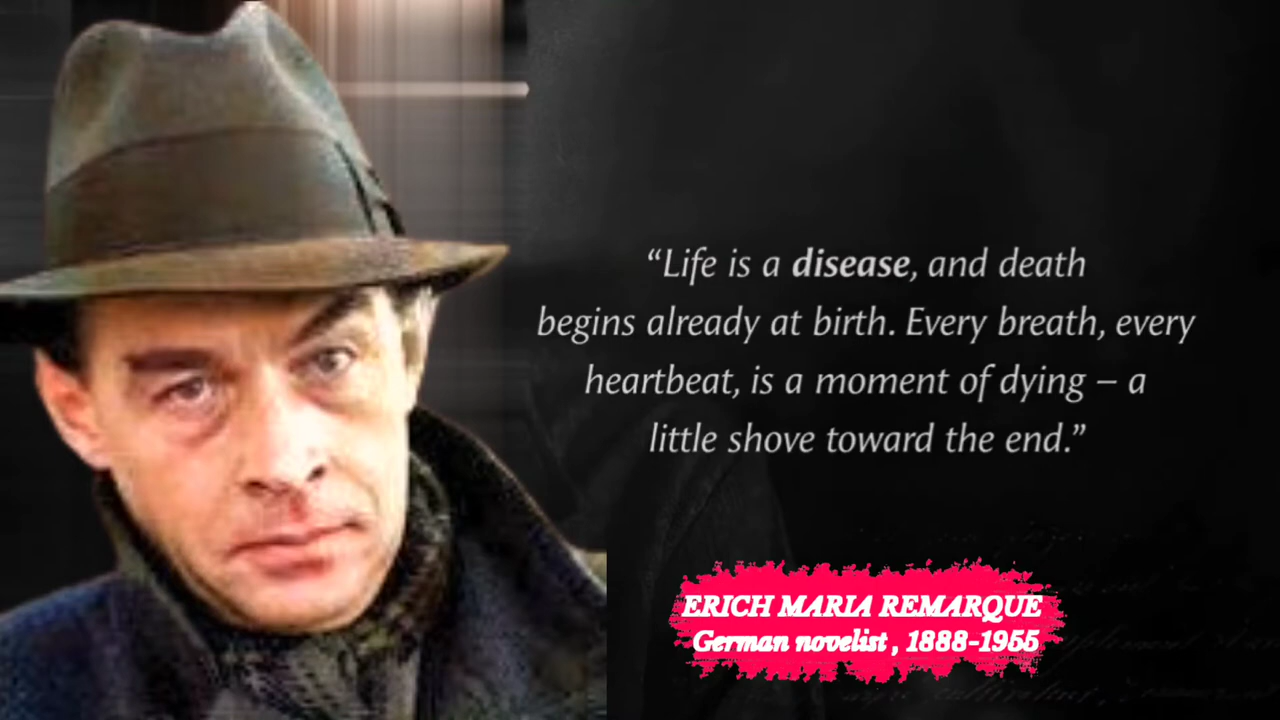 “Life is a disease, and death
begins already at birth. Every breath, every
heartbeat, is a moment of dying – a
little shove toward the end.”
ERICH MARIA REMARQUE
German novelist , 1888-1955